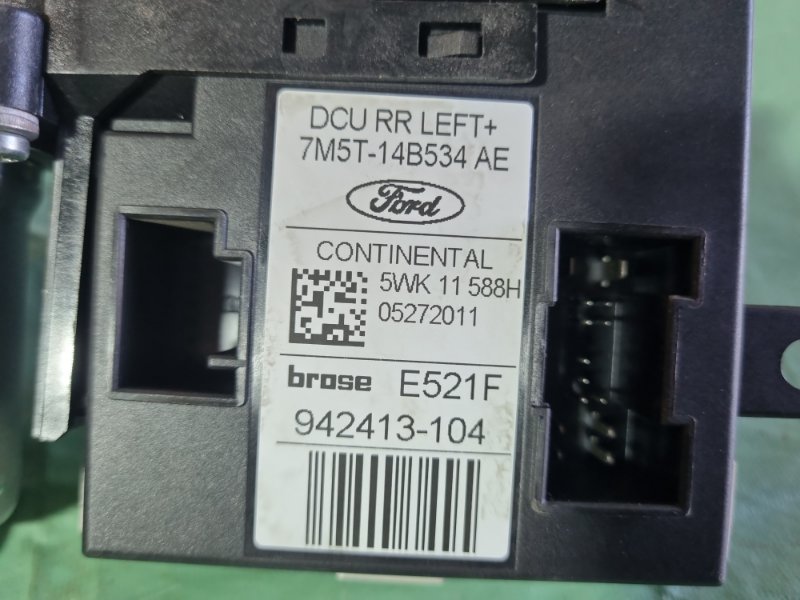 DCU RR LEFT+
7M5T-14B534 AE
Ford
CONTINENTAL
5WK 11 588H
05272011
brose E521F
942413-104